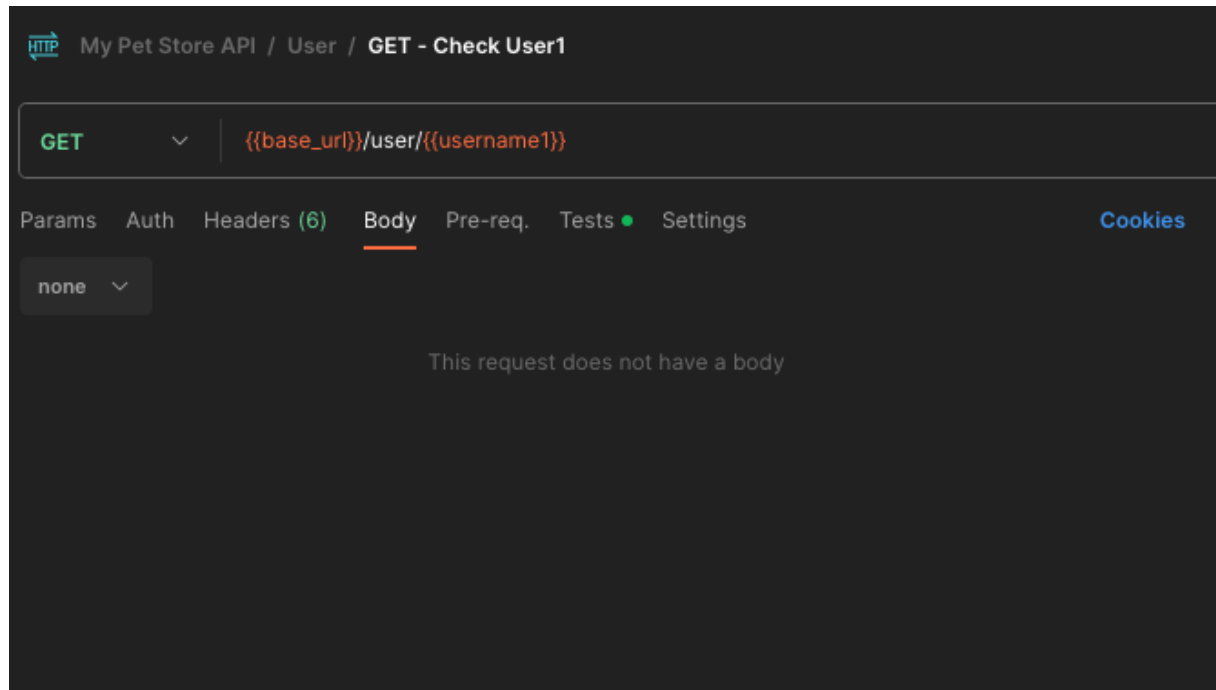 HTTP My Pet Store API / User / GET - Check User1
GET {{base_url}}/user/{{username1}}
Params Auth Headers (6) Body Pre-req. Tests Settings Cookies
none
This request does not have a body